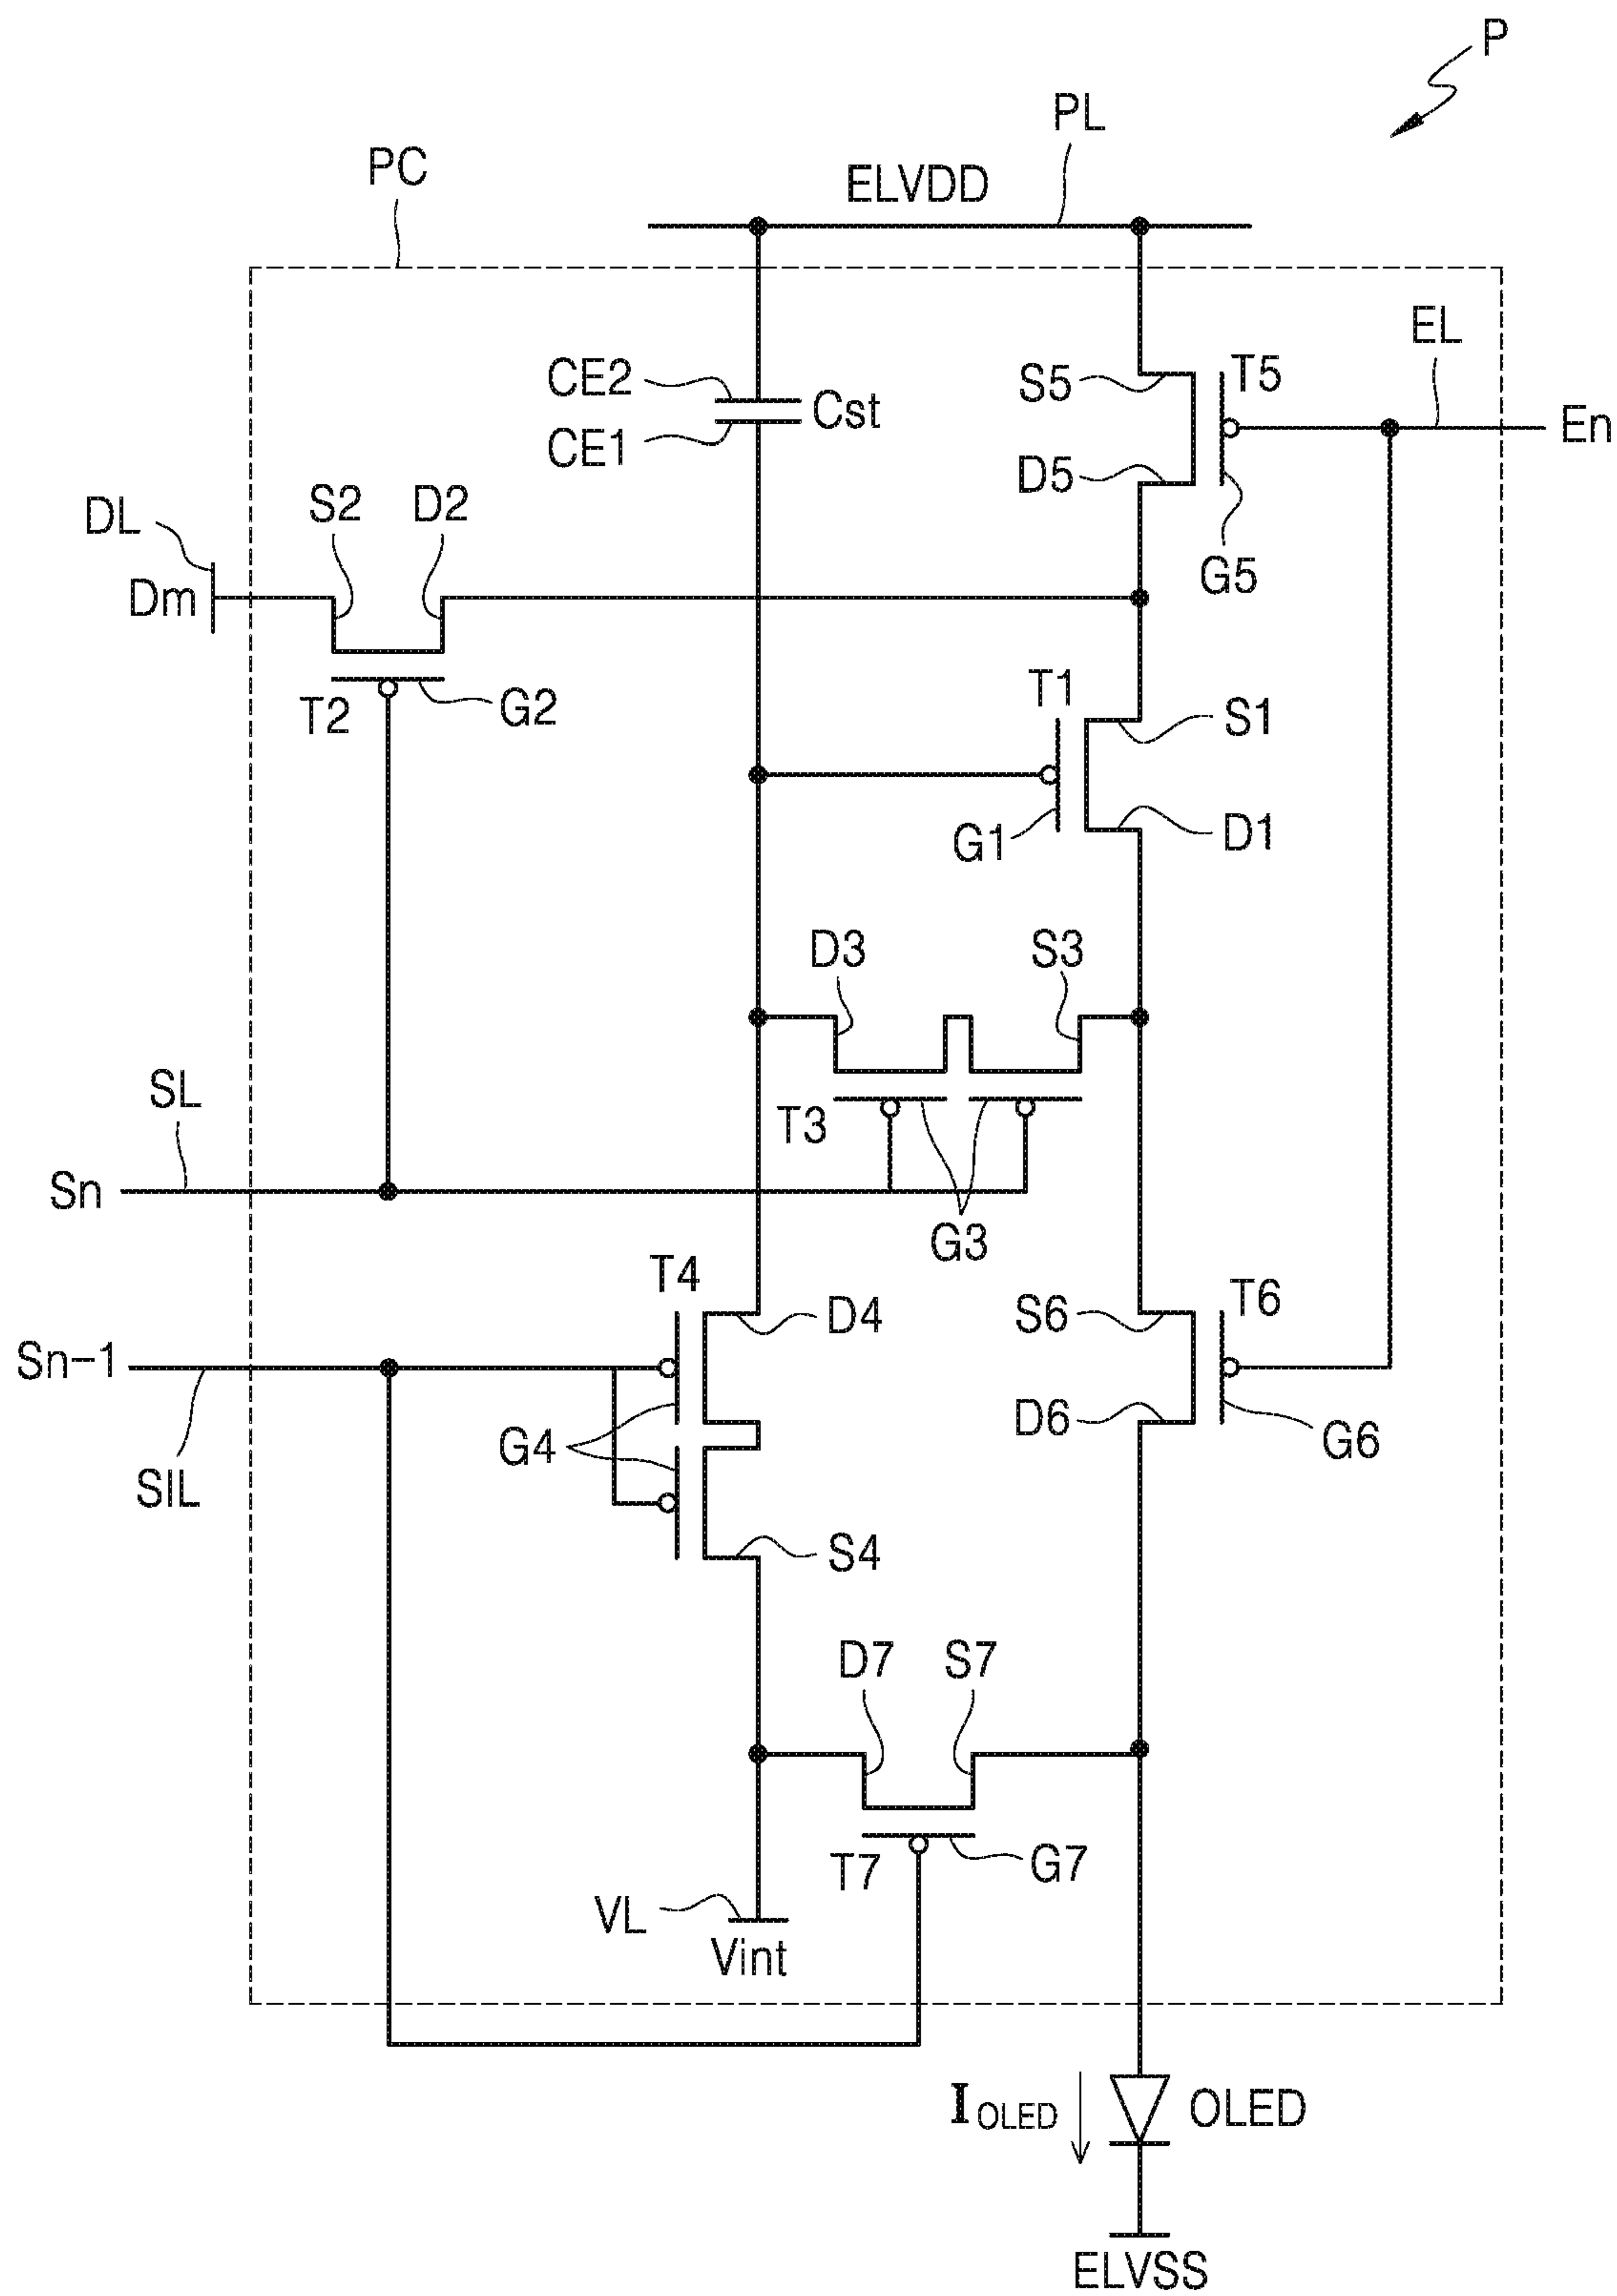 P
PL
PC
ELVDD
EL
CE2
S5
T5
Cst
En
CE1
D5
S2
D2
DL
G5
Dm
T1
T2
G2
S1
G1
D1
D3
S3
SL
T3
Sn
G3
T4
T6
D4
S6
Sn-1
D6
G4
G6
SIL
S4
D7
S7
T7
G7
VL
Vint
IOLED
OLED
ELVSS